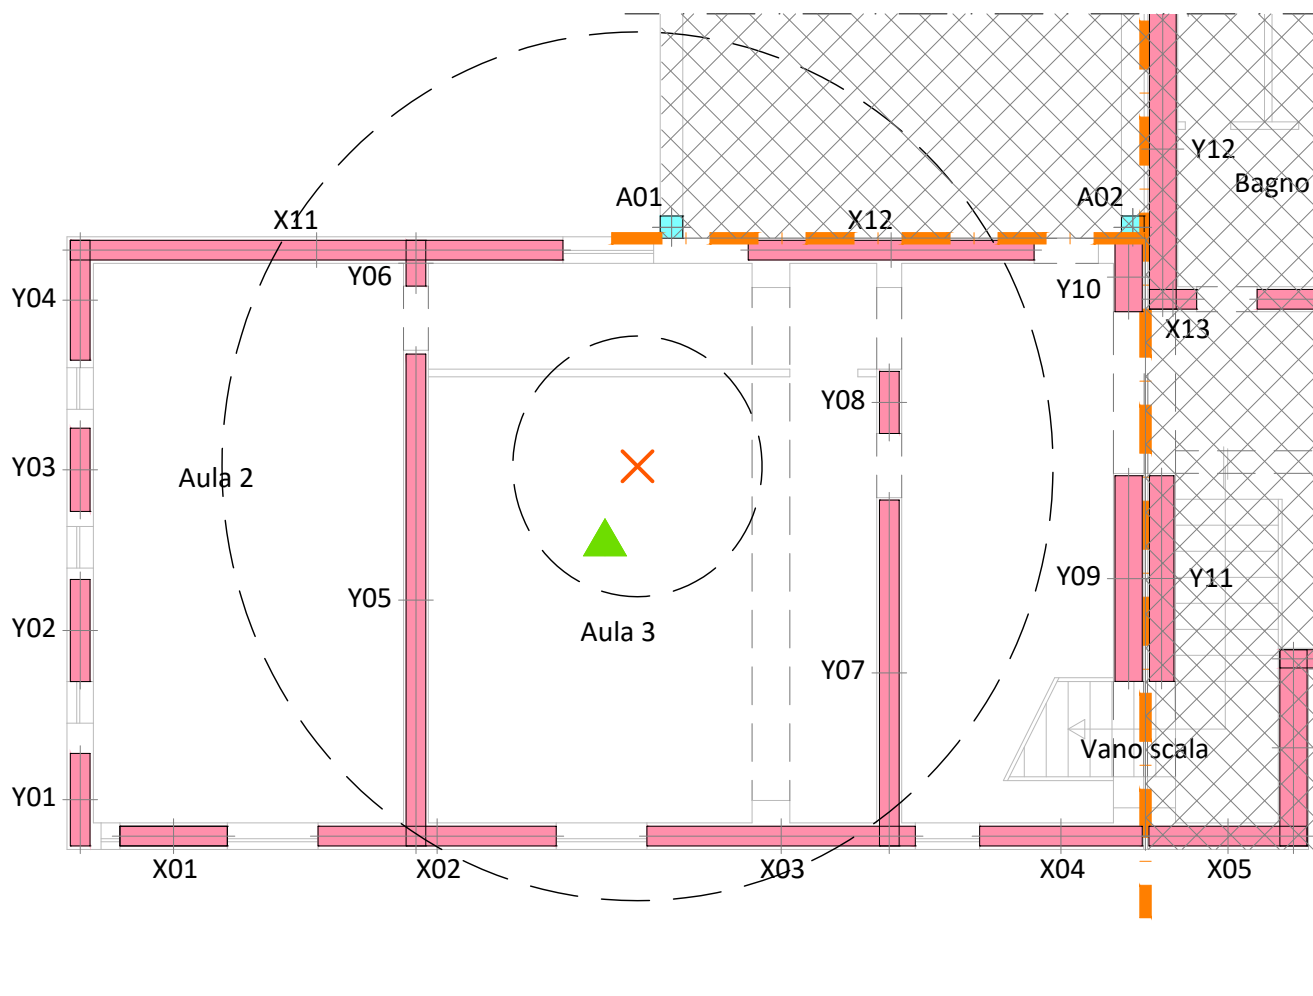 Y12
Bagno
A01
A02
X11
X12
Y06
Y10
Y04
X13
Y08
Y03
Aula 2
Y09
Y11
Y05
Y02
Aula 3
Y07
Vano scala
Y01
X01
X02
X03
X04
X05